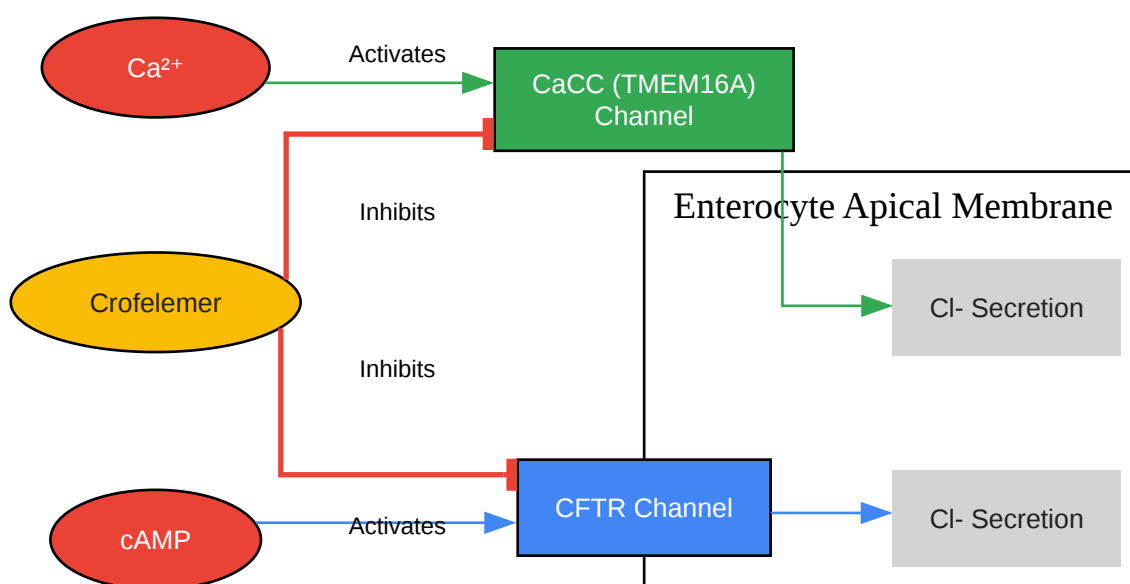 Ca²⁺
Activates
CaCC (TMEM16A)
Channel
Enterocyte Apical Membrane
Inhibits
Crofelemer
Cl- Secretion
Inhibits
cAMP
Activates
CFTR Channel
Cl- Secretion